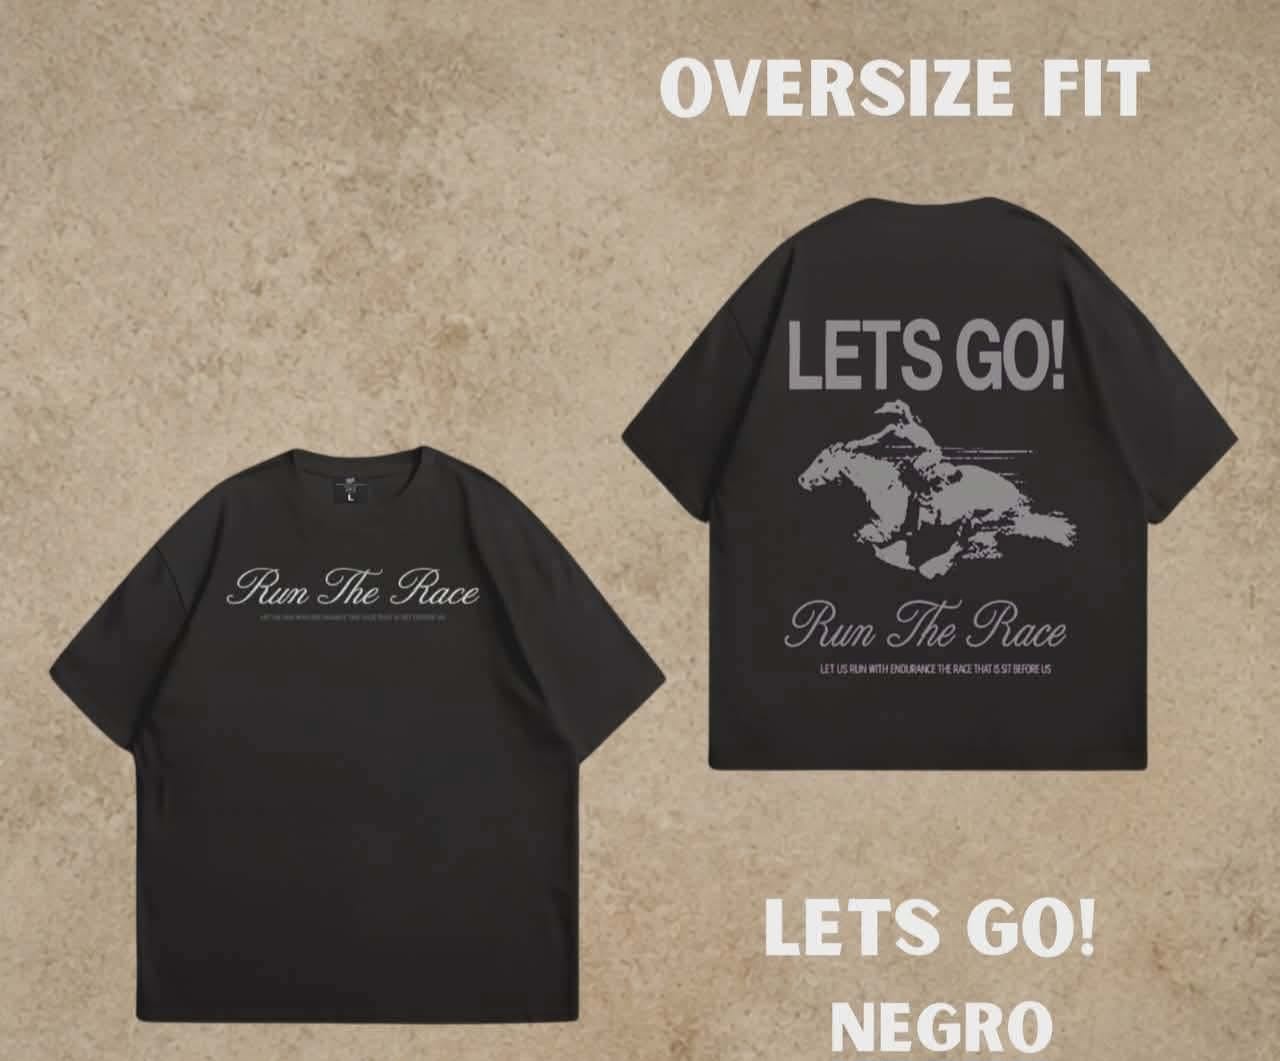 OVERSIZE FIT
LETS GO!
Run The Race
LET US RUN WITH ENDURANCE THE RACE THAT IS SIT BEFORE US
L
Run The Race
LETS GO!
NEGRO